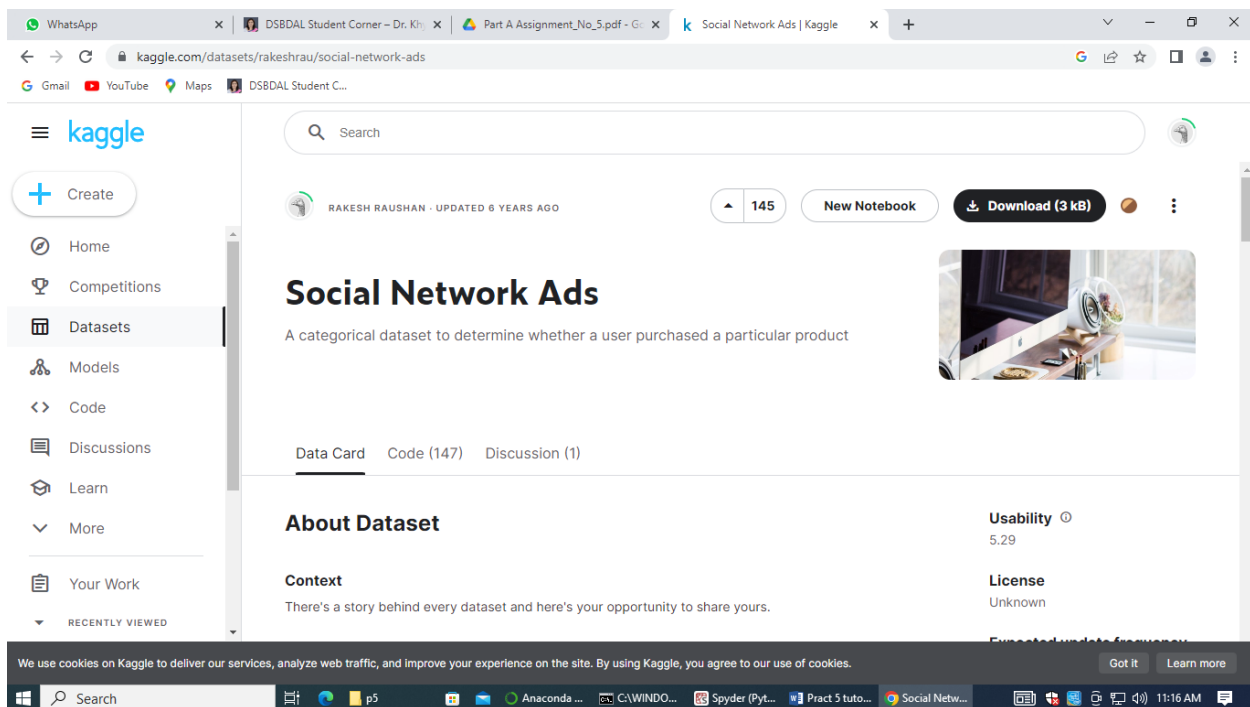 WhatsApp
DSBDAL Student Corner – Dr. Khy
Part A Assignment_No_5.pdf - Go
Social Network Ads | Kaggle
kaggle.com/datasets/rakeshrau/social-network-ads
Gmail YouTube Maps DSBDAL Student C...
kaggle
Search
Create
RAKESH RAUSHAN · UPDATED 6 YEARS AGO
145
New Notebook
Download (3 kB)
Home
Competitions
Datasets
Models
Code
Discussions
Learn
More
Your Work
RECENTLY VIEWED
Social Network Ads
A categorical dataset to determine whether a user purchased a particular product
Data Card Code (147) Discussion (1)
About Dataset
Context
There's a story behind every dataset and here's your opportunity to share yours.
Usability
5.29
License
Unknown
Expected update frequency
We use cookies on Kaggle to deliver our services, analyze web traffic, and improve your experience on the site. By using Kaggle, you agree to our use of cookies.
Got it Learn more
Search
p5
Anaconda ...
C:\WINDO...
Spyder (Pyt...
Pract 5 tuto...
Social Netw...
11:16 AM